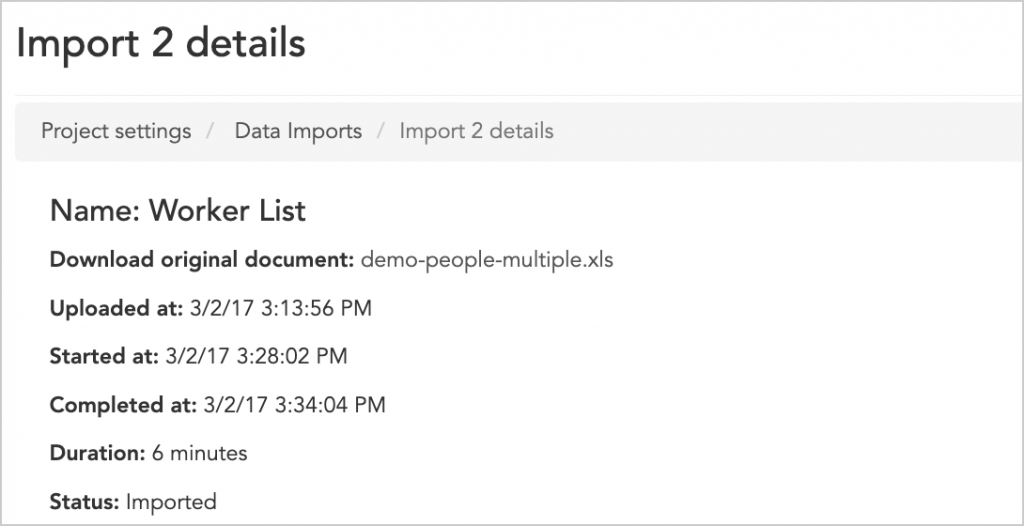 Import 2 details
Project settings / Data Imports / Import 2 details
Name: Worker List
Download original document: demo-people-multiple.xls
Uploaded at: 3/2/17 3:13:56 PM
Started at: 3/2/17 3:28:02 PM
Completed at: 3/2/17 3:34:04 PM
Duration: 6 minutes
Status: Imported